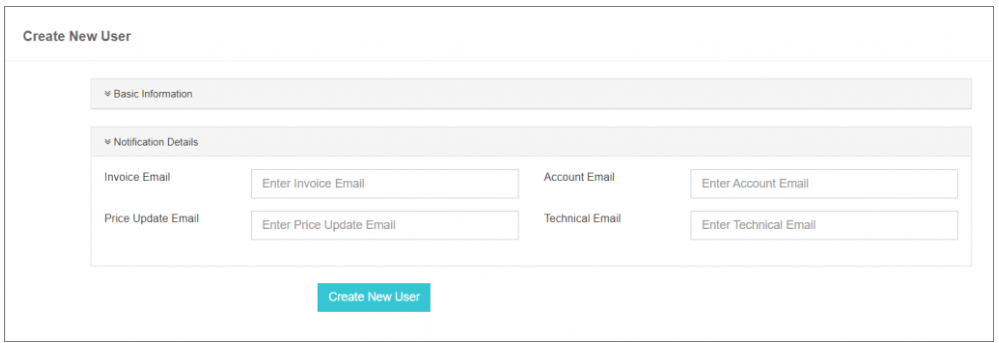 Create New User
Basic Information
Notification Details
Invoice Email Enter Invoice Email Account Email Enter Account Email
Price Update Email Enter Price Update Email Technical Email Enter Technical Email
Create New User